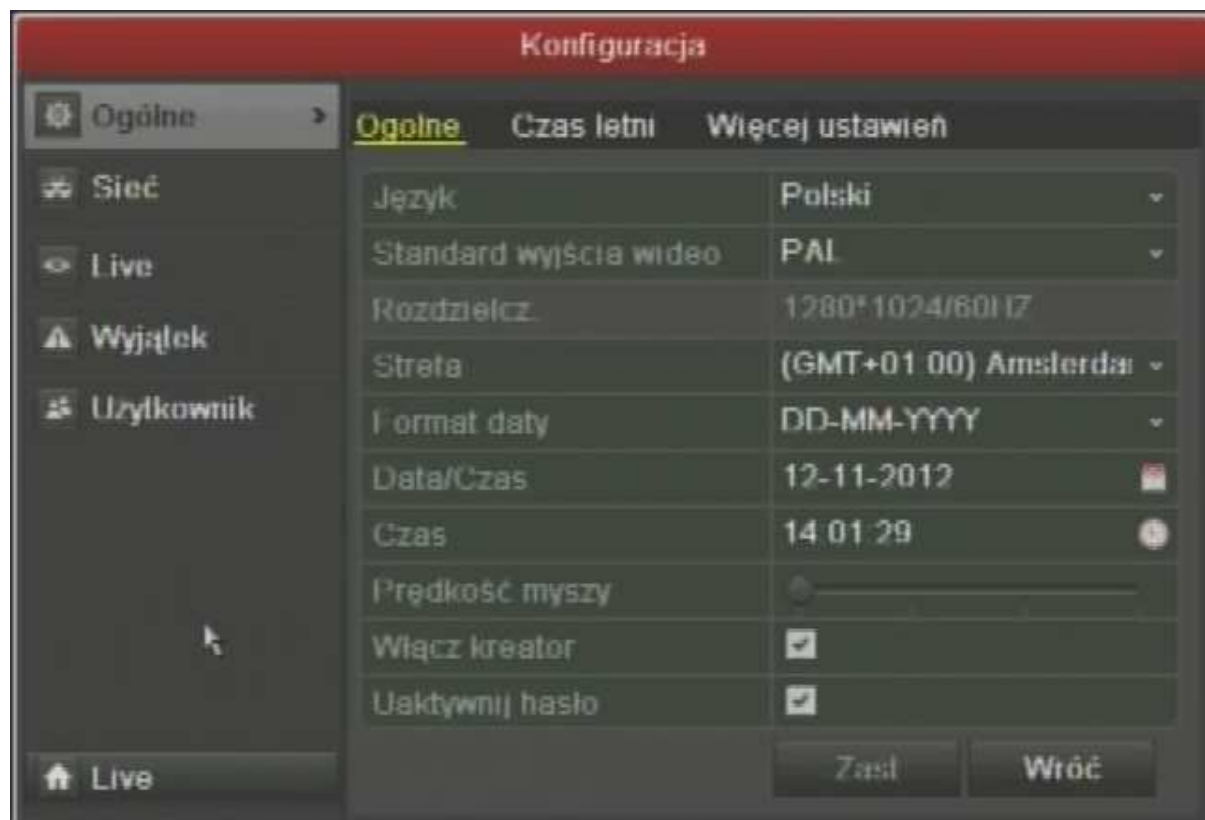 Konfiguracja
Ogólne
Sieć
Live
Wyjątek
Użytkownik
Live
Ogolne Czas letni Więcej ustawień
Język Polski
Standard wyjścia wideo PAL
Rozdzielcz. 1280*1024/60HZ
Strefa (GMT+01 00) Amsterda
Format daty DD-MM-YYYY
Data/Czas 12-11-2012
Czas 14 01 29
Prędkość myszy
Włącz kreator
Uaktywnij hasło
Zast Wróć